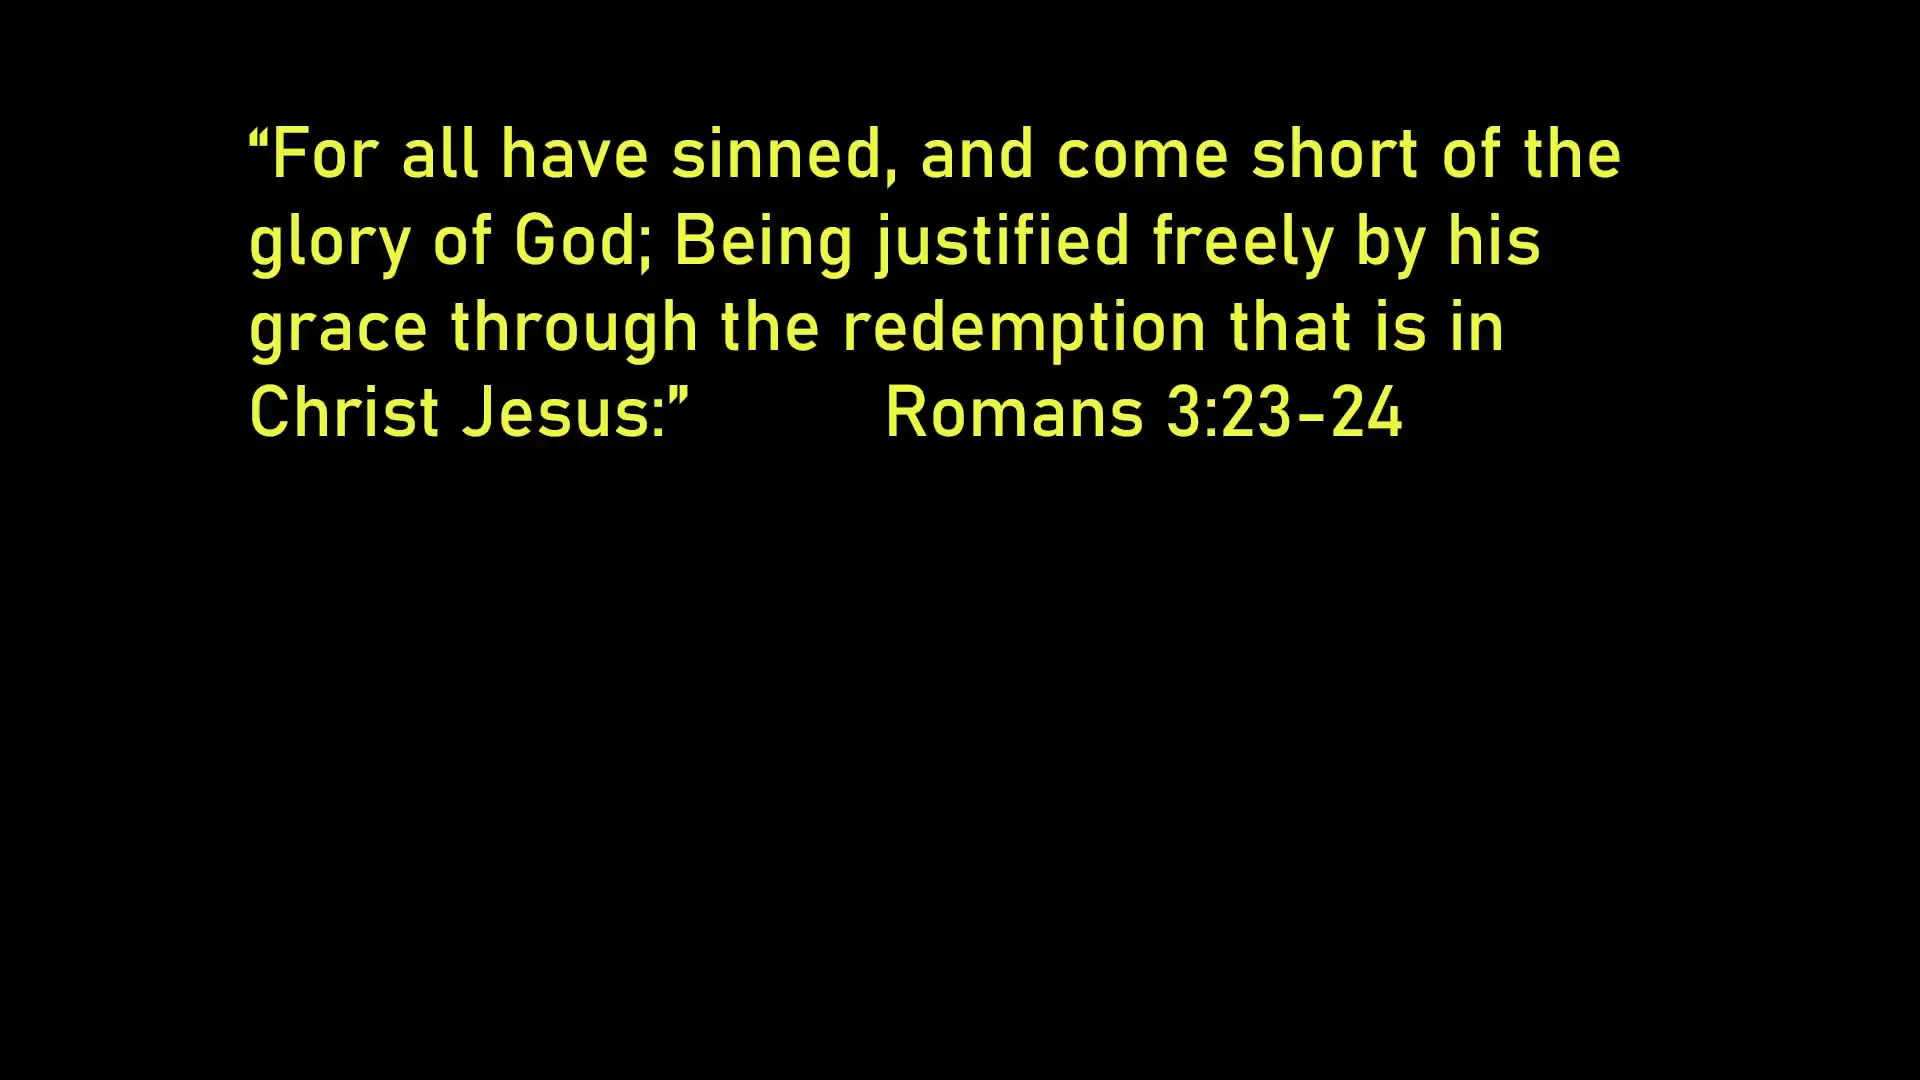 “For all have sinned, and come short of the
glory of God; Being justified freely by his
grace through the redemption that is in
Christ Jesus:” Romans 3:23-24